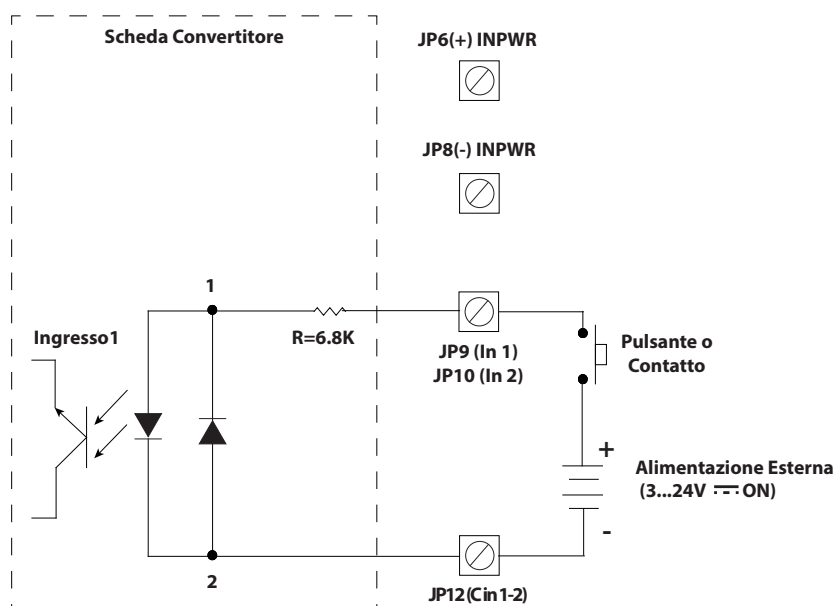 Scheda Convertitore
JP6(+) INPWR
JP8(-) INPWR
1
Ingresso1
R=6.8K
JP9 (In 1)
JP10 (In 2)
Pulsante o
Contatto
+
Alimentazione Esterna
(3...24V ⎓ ON)
-
2
JP12(Cin1-2)